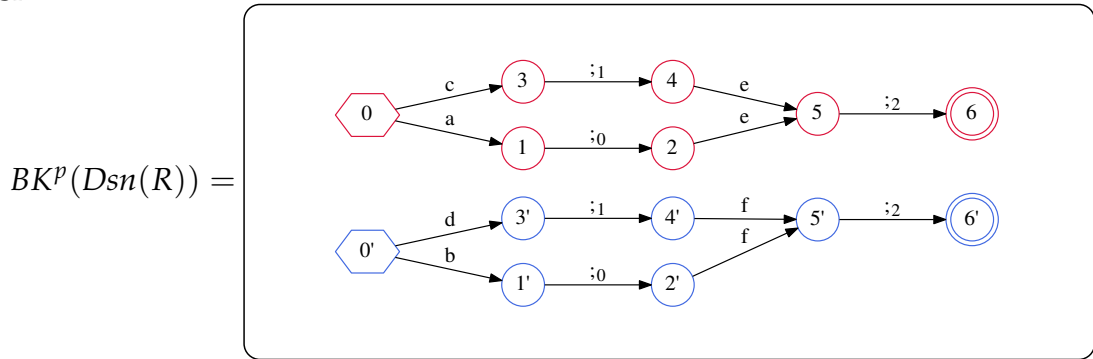 c ;1 e
0 3 4 5 ;2 6
a 1 ;0 2 e
BK^p(Dsn(R)) =
d 3' ;1 4' f 5' ;2 6'
0' b f
1' ;0 2'